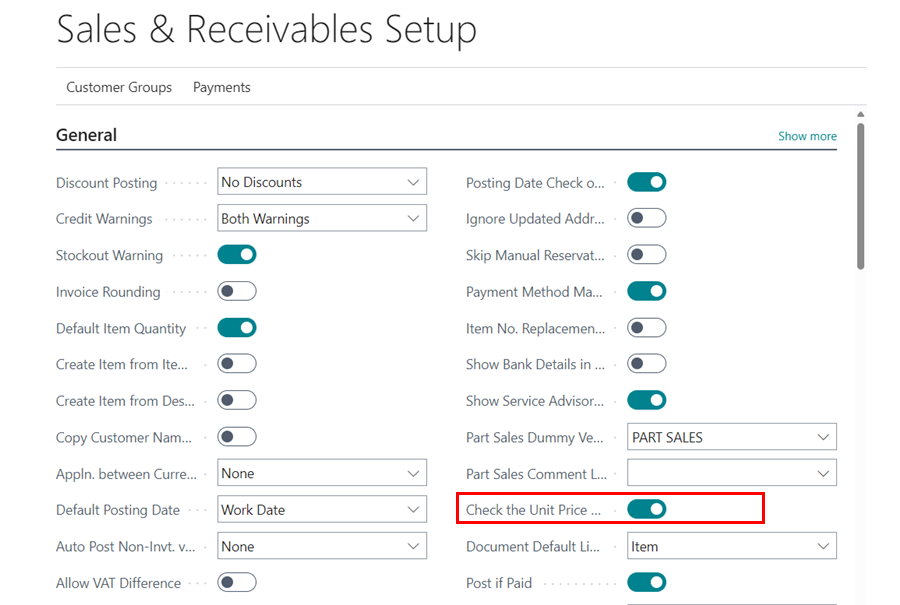 Sales & Receivables Setup
Customer Groups Payments
General Show more
Discount Posting No Discounts
Credit Warnings Both Warnings
Stockout Warning
Invoice Rounding
Default Item Quantity
Create Item from Ite...
Create Item from Des...
Copy Customer Nam...
Appln. between Curre... None
Default Posting Date Work Date
Auto Post Non-Invt. v... None
Allow VAT Difference
Posting Date Check o...
Ignore Updated Addr...
Skip Manual Reservat...
Payment Method Ma...
Item No. Replacemen...
Show Bank Details in ...
Show Service Advisor...
Part Sales Dummy Ve... PART SALES
Part Sales Comment L...
Check the Unit Price ...
Document Default Li... Item
Post if Paid